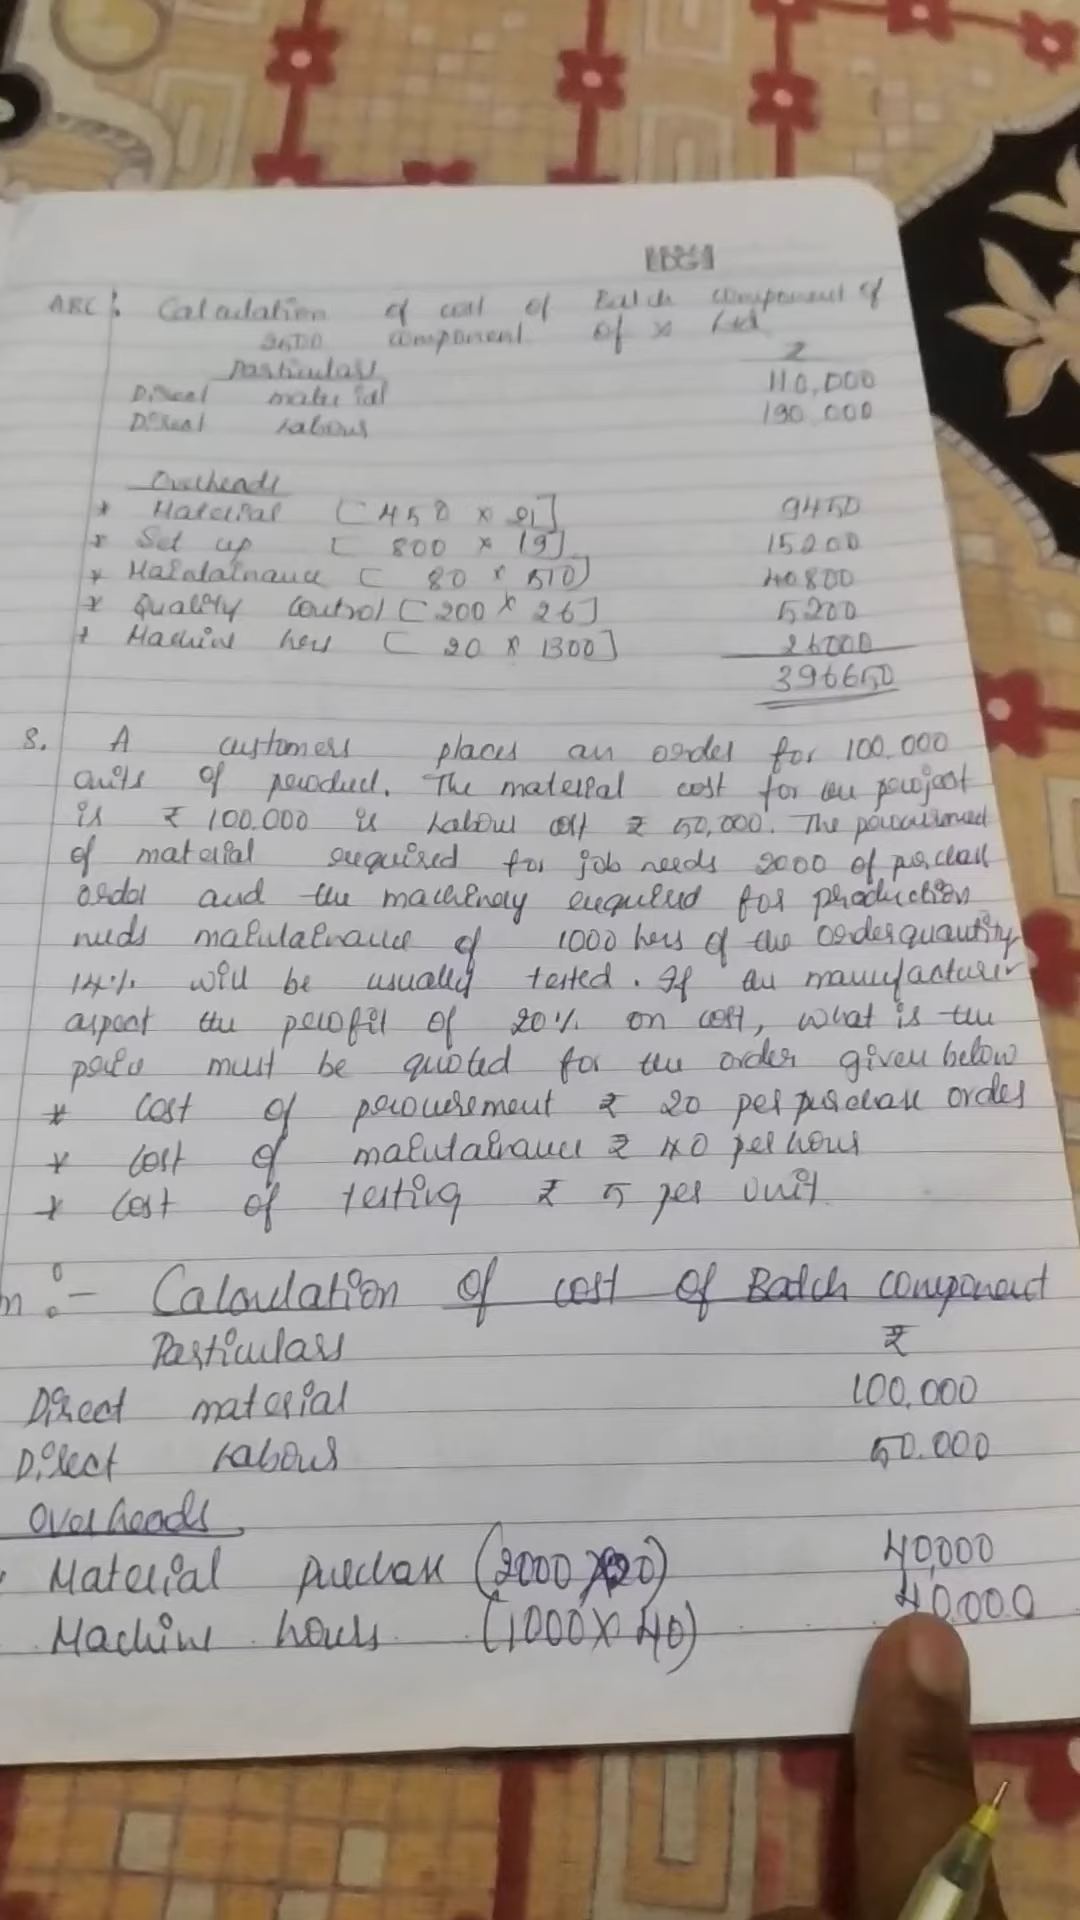 ABC: Calculation of cost of Batch component of
2600 component of X Ltd
Particulars ₹
Direct material 110,000
Direct Labour 190,000
Overheads
* Material [450 x 21] 9450
* Set up [800 x 19] 15200
* Maintainance [80 x 510] 40800
* Quality control [200 x 26] 5200
* Machine hers [20 x 1300] 26000
396650
8. A customers places an order for 100,000
units of product. The material cost for an project
is ₹ 100,000 is Labour cost ₹ 50,000. The procurement
of material required for job needs 2000 of purchase
order and the machinery required for production
needs maintainance of 1000 hers of the order quantity
14% will be usually tested. If an manufacturer
aspect the profit of 20% on cost, what is the
price must be quoted for the order given below
* cost of procurement ₹ 20 per purchase order
* cost of maintainance ₹ 40 per hour
* cost of testing ₹ 5 per unit.
n :- Calculation of cost of Batch component
Particulars ₹
Direct material 100,000
Direct Labour 50,000
Overheads
Material purchase (2000 x 20) 40,000
Machine hours (1000 x 40) 40,000